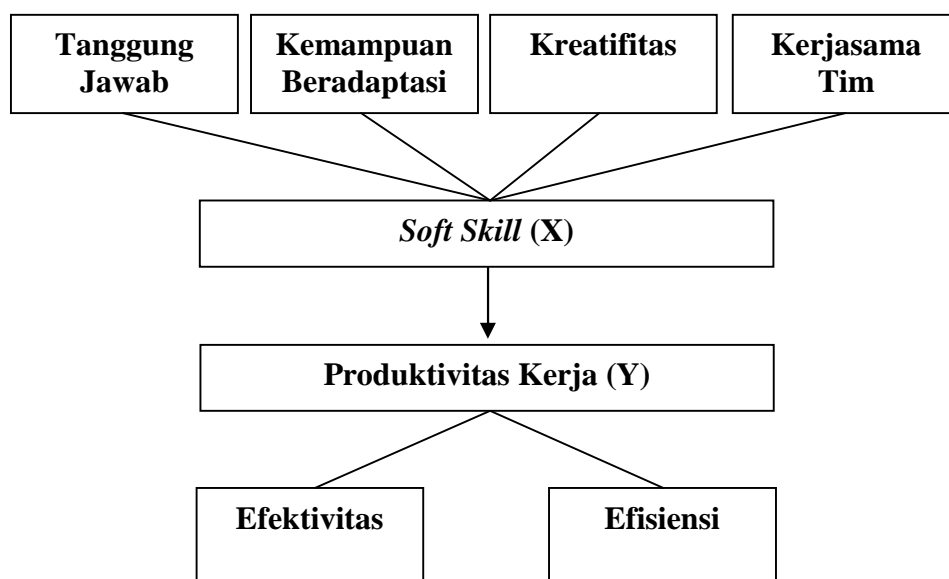 Tanggung
Jawab
Kemampuan
Beradaptasi
Kreatifitas
Kerjasama
Tim
Soft Skill (X)
Produktivitas Kerja (Y)
Efektivitas
Efisiensi